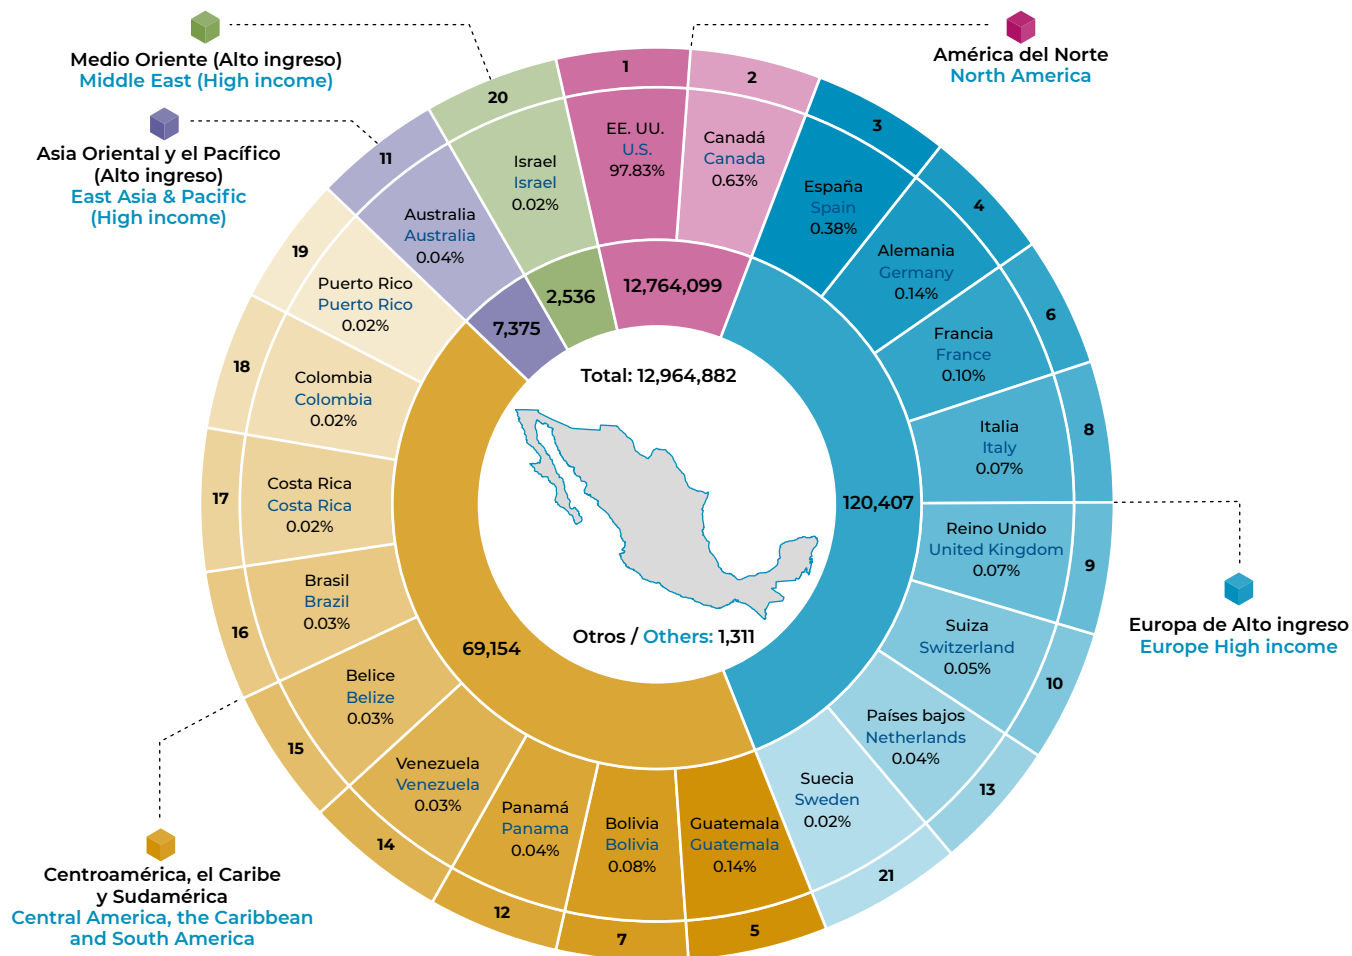 Medio Oriente (Alto ingreso)
Middle East (High income)
América del Norte
North America
Asia Oriental y el Pacífico
(Alto ingreso)
East Asia & Pacific
(High income)
Europa de Alto ingreso
Europe High income
Centroamérica, el Caribe
y Sudamérica
Central America, the Caribbean
and South America
1
EE. UU.
U.S.
97.83%
2
Canadá
Canada
0.63%
12,764,099
3
España
Spain
0.38%
4
Alemania
Germany
0.14%
6
Francia
France
0.10%
8
Italia
Italy
0.07%
9
Reino Unido
United Kingdom
0.07%
10
Suiza
Switzerland
0.05%
13
Países bajos
Netherlands
0.04%
21
Suecia
Sweden
0.02%
120,407
5
Guatemala
Guatemala
0.14%
7
Bolivia
Bolivia
0.08%
12
Panamá
Panama
0.04%
14
Venezuela
Venezuela
0.03%
15
Belice
Belize
0.03%
16
Brasil
Brazil
0.03%
17
Costa Rica
Costa Rica
0.02%
18
Colombia
Colombia
0.02%
19
Puerto Rico
Puerto Rico
0.02%
69,154
11
Australia
Australia
0.04%
7,375
20
Israel
Israel
0.02%
2,536
Total: 12,964,882
Otros / Others: 1,311